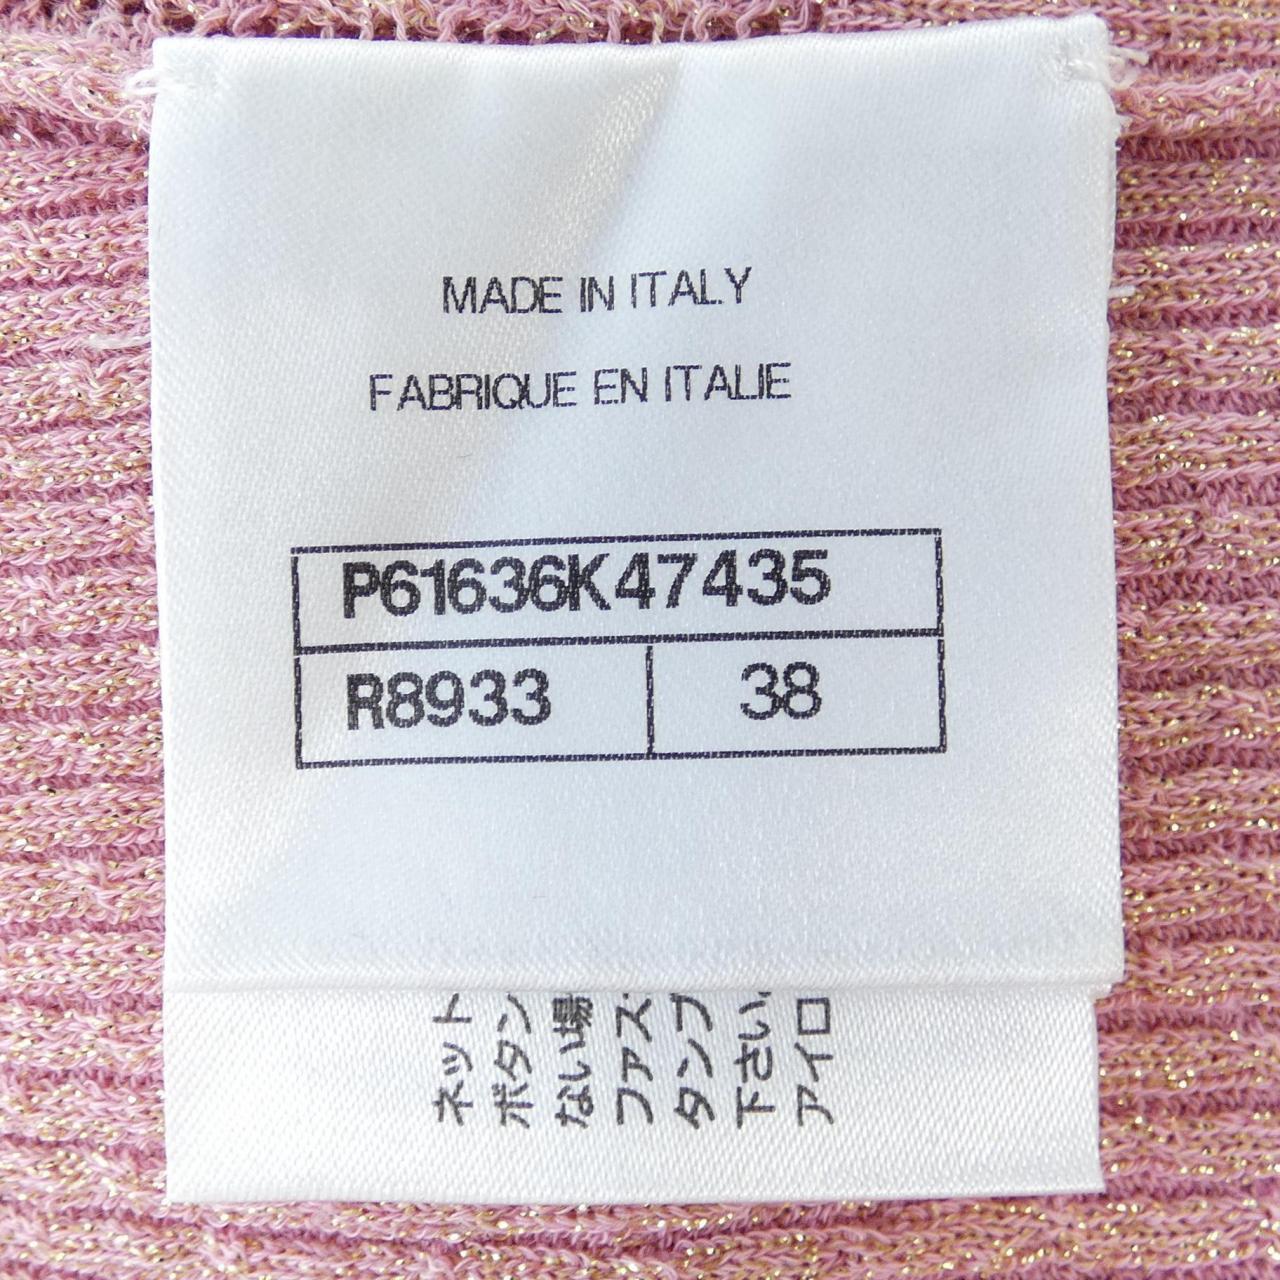 MADE IN ITALY
FABRIQUE EN ITALIE
P61636K47435
R8933
38
ネット
ボタン
ない場
ファス
タンブ
下さい。
アイロ